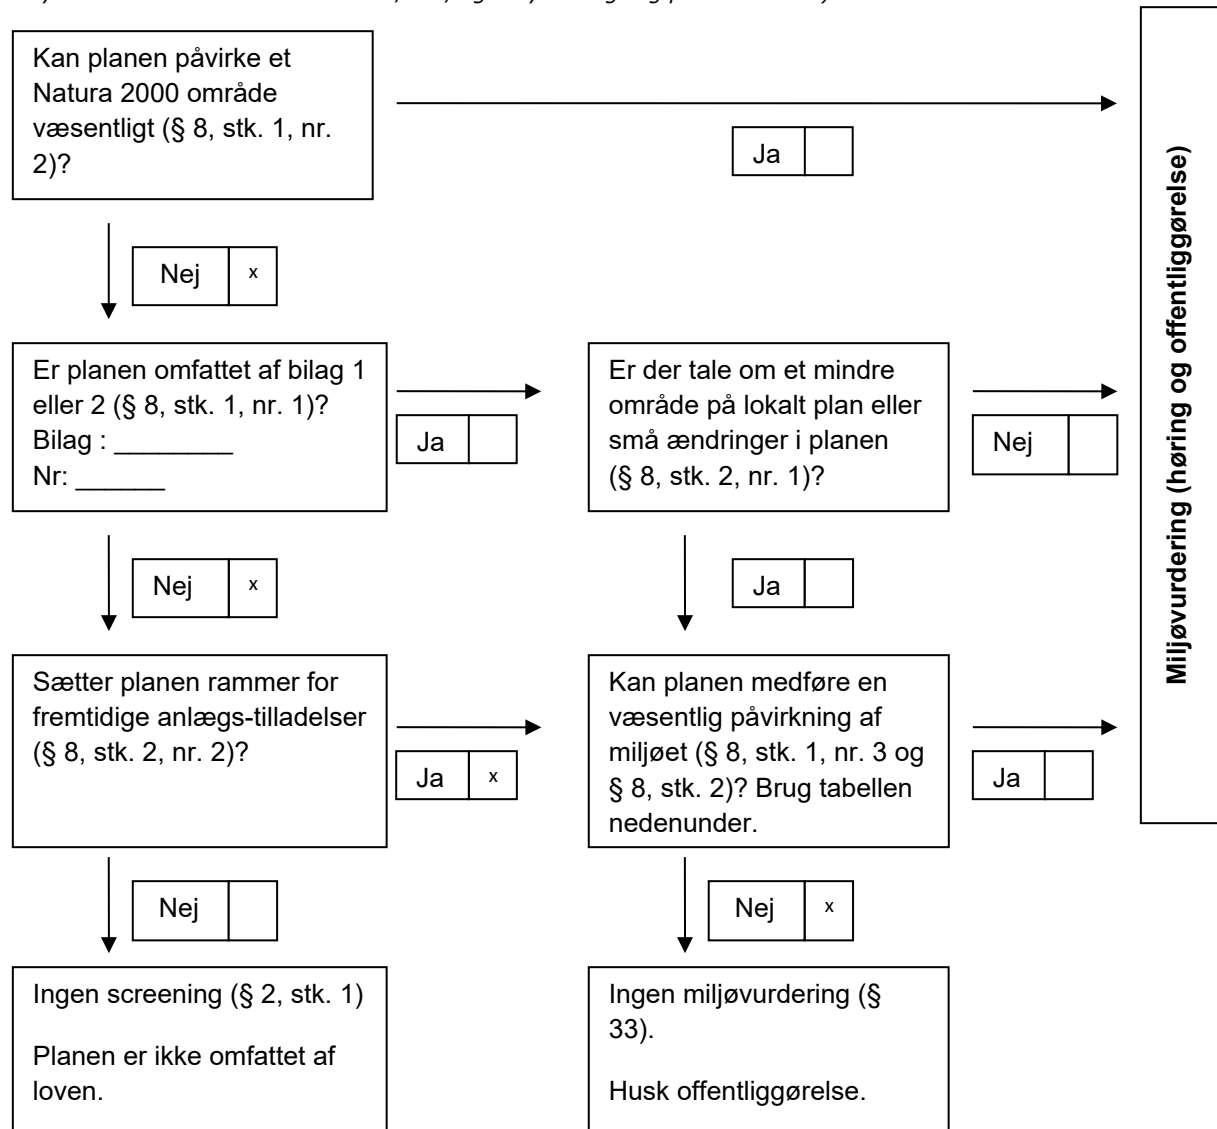 Kan planen påvirke et
Natura 2000 område
væsentligt (§ 8, stk. 1, nr.
2)?
Ja
Nej x
Er planen omfattet af bilag 1
eller 2 (§ 8, stk. 1, nr. 1)?
Bilag : ________
Nr: ______
Ja
Er der tale om et mindre
område på lokalt plan eller
små ændringer i planen
(§ 8, stk. 2, nr. 1)?
Nej
Nej x
Ja
Sætter planen rammer for
fremtidige anlægs-tilladelser
(§ 8, stk. 2, nr. 2)?
Ja x
Kan planen medføre en
væsentlig påvirkning af
miljøet (§ 8, stk. 1, nr. 3 og
§ 8, stk. 2)? Brug tabellen
nedenunder.
Ja
Nej
Nej x
Ingen screening (§ 2, stk. 1)
Planen er ikke omfattet af
loven.
Ingen miljøvurdering (§
33).
Husk offentliggørelse.
Miljøvurdering (høring og offentliggørelse)